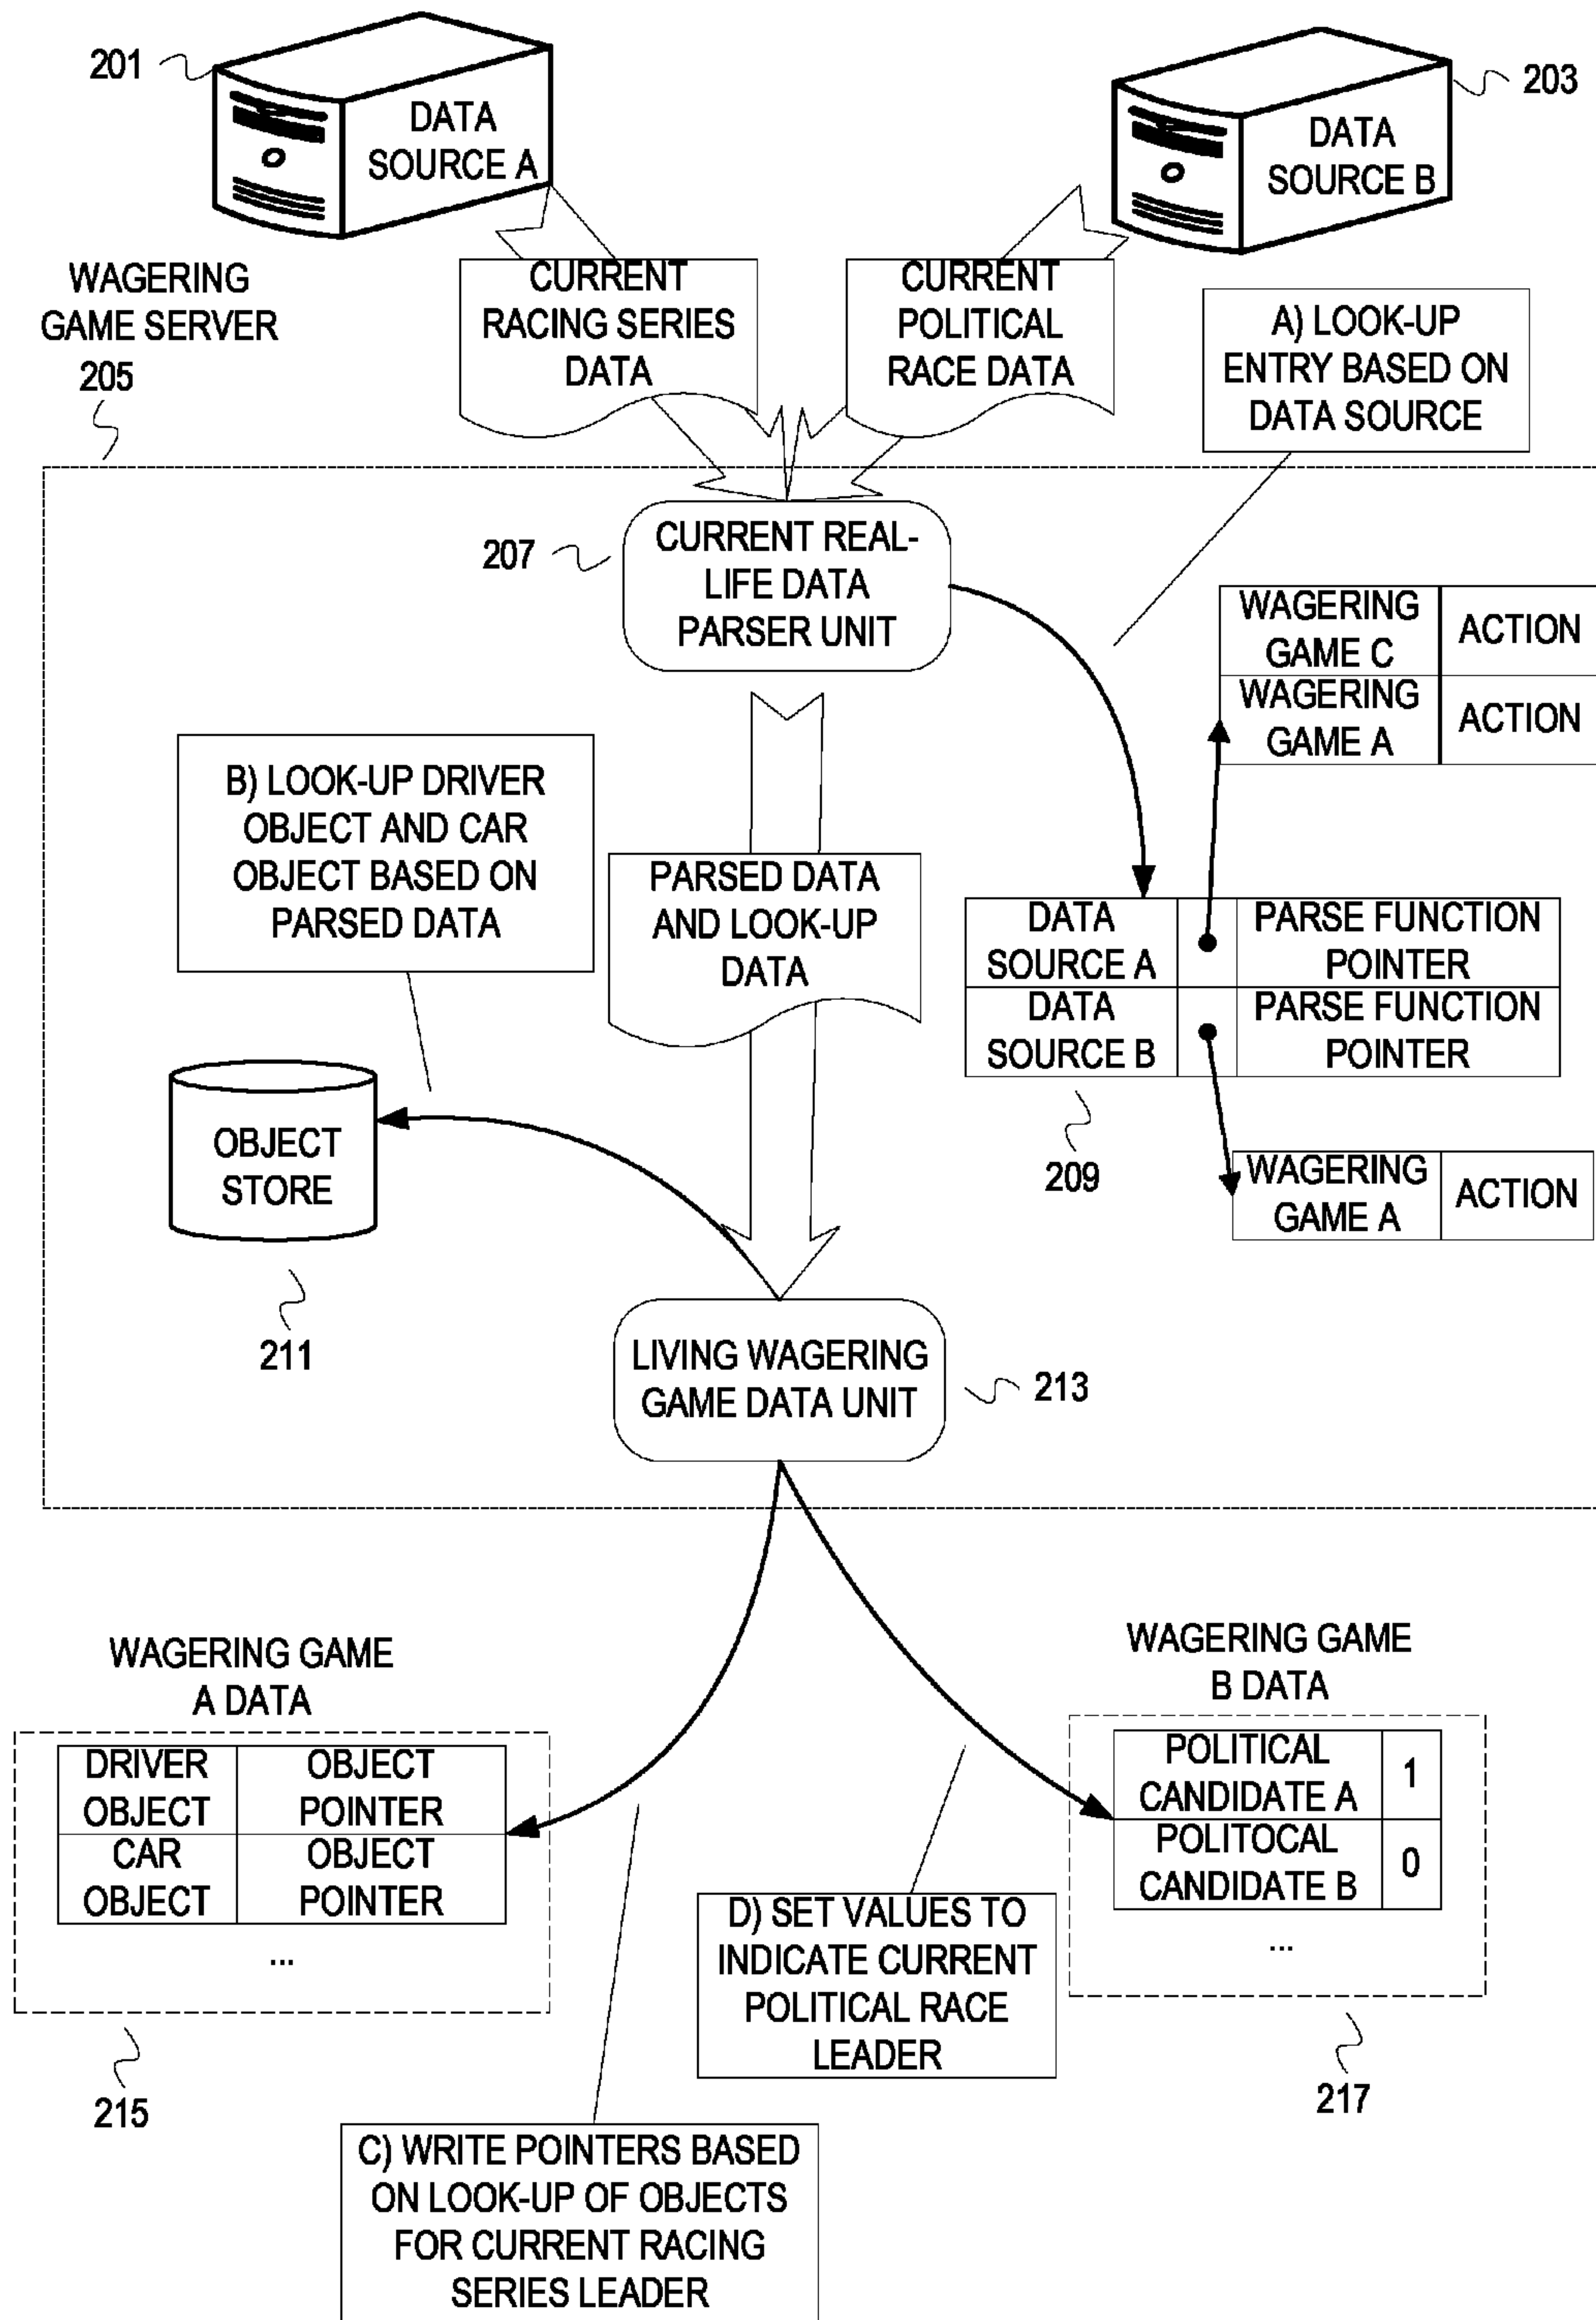 201
DATA
SOURCE A
DATA
SOURCE B
203
WAGERING
GAME SERVER
205
CURRENT
RACING SERIES
DATA
CURRENT
POLITICAL
RACE DATA
A) LOOK-UP
ENTRY BASED ON
DATA SOURCE
207
CURRENT REAL-
LIFE DATA
PARSER UNIT
WAGERING
GAME C
ACTION
WAGERING
GAME A
ACTION
B) LOOK-UP DRIVER
OBJECT AND CAR
OBJECT BASED ON
PARSED DATA
PARSED DATA
AND LOOK-UP
DATA
DATA
SOURCE A
PARSE FUNCTION
POINTER
DATA
SOURCE B
PARSE FUNCTION
POINTER
209
WAGERING
GAME A
ACTION
OBJECT
STORE
211
LIVING WAGERING
GAME DATA UNIT
213
WAGERING GAME
A DATA
DRIVER
OBJECT
OBJECT
POINTER
CAR
OBJECT
OBJECT
POINTER
...
215
WAGERING GAME
B DATA
POLITICAL
CANDIDATE A
1
POLITOCAL
CANDIDATE B
0
...
217
D) SET VALUES TO
INDICATE CURRENT
POLITICAL RACE
LEADER
C) WRITE POINTERS BASED
ON LOOK-UP OF OBJECTS
FOR CURRENT RACING
SERIES LEADER